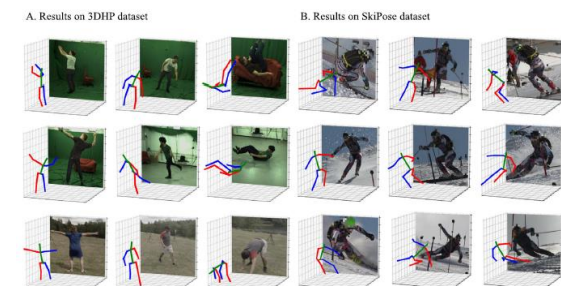 A. Results on 3DHP dataset
B. Results on SkiPose dataset